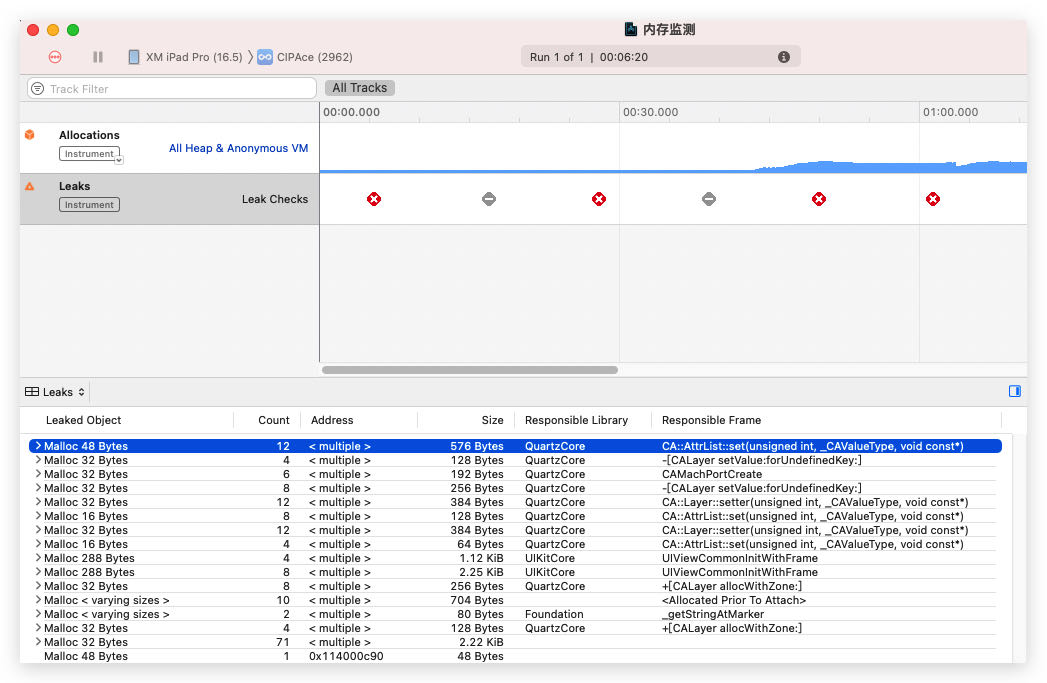 内存监测
XM iPad Pro (16.5) 〉 CIPAce (2962)
Run 1 of 1 | 00:06:20
Track Filter
All Tracks
00:00.000 00:30.000 01:00.000
Allocations
Instrument
All Heap & Anonymous VM
Leaks
Instrument
Leak Checks
Leaks
Leaked Object Count Address Size Responsible Library Responsible Frame
Malloc 48 Bytes 12 < multiple > 576 Bytes QuartzCore CA::AttrList::set(unsigned int, _CAValueType, void const*)
Malloc 32 Bytes 4 < multiple > 128 Bytes QuartzCore -[CALayer setValue:forUndefinedKey:]
Malloc 32 Bytes 6 < multiple > 192 Bytes QuartzCore CAMachPortCreate
Malloc 32 Bytes 8 < multiple > 256 Bytes QuartzCore -[CALayer setValue:forUndefinedKey:]
Malloc 32 Bytes 12 < multiple > 384 Bytes QuartzCore CA::Layer::setter(unsigned int, _CAValueType, void const*)
Malloc 16 Bytes 8 < multiple > 128 Bytes QuartzCore CA::AttrList::set(unsigned int, _CAValueType, void const*)
Malloc 32 Bytes 12 < multiple > 384 Bytes QuartzCore CA::Layer::setter(unsigned int, _CAValueType, void const*)
Malloc 16 Bytes 4 < multiple > 64 Bytes QuartzCore CA::AttrList::set(unsigned int, _CAValueType, void const*)
Malloc 288 Bytes 4 < multiple > 1.12 KiB UIKitCore UIViewCommonInitWithFrame
Malloc 288 Bytes 8 < multiple > 2.25 KiB UIKitCore UIViewCommonInitWithFrame
Malloc 32 Bytes 8 < multiple > 256 Bytes QuartzCore +[CALayer allocWithZone:]
Malloc < varying sizes > 10 < multiple > 704 Bytes <Allocated Prior To Attach>
Malloc < varying sizes > 2 < multiple > 80 Bytes Foundation _getStringAtMarker
Malloc 32 Bytes 4 < multiple > 128 Bytes QuartzCore +[CALayer allocWithZone:]
Malloc 32 Bytes 71 < multiple > 2.22 KiB
Malloc 48 Bytes 1 0x114000c90 48 Bytes